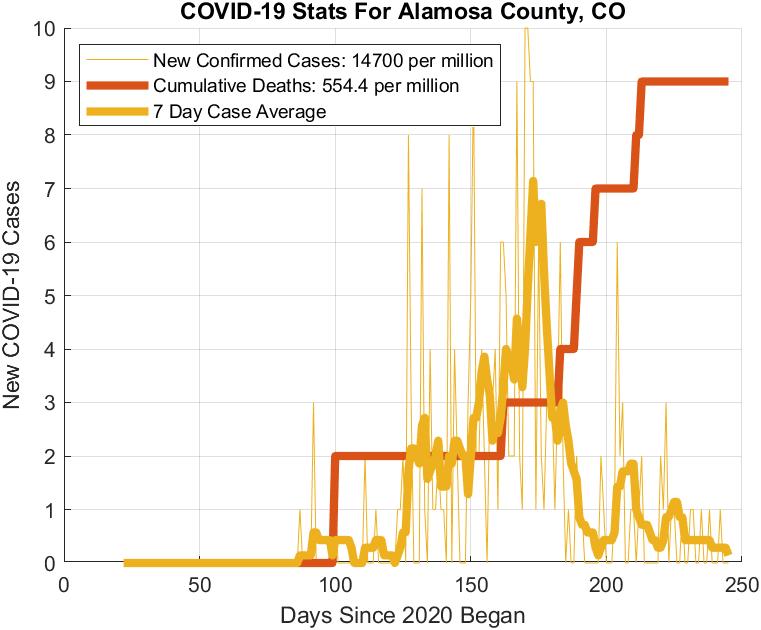 COVID-19 Stats For Alamosa County, CO
New Confirmed Cases: 14700 per million
Cumulative Deaths: 554.4 per million
7 Day Case Average
New COVID-19 Cases
10
9
8
7
6
5
4
3
2
1
0
0 50 100 150 200 250
Days Since 2020 Began